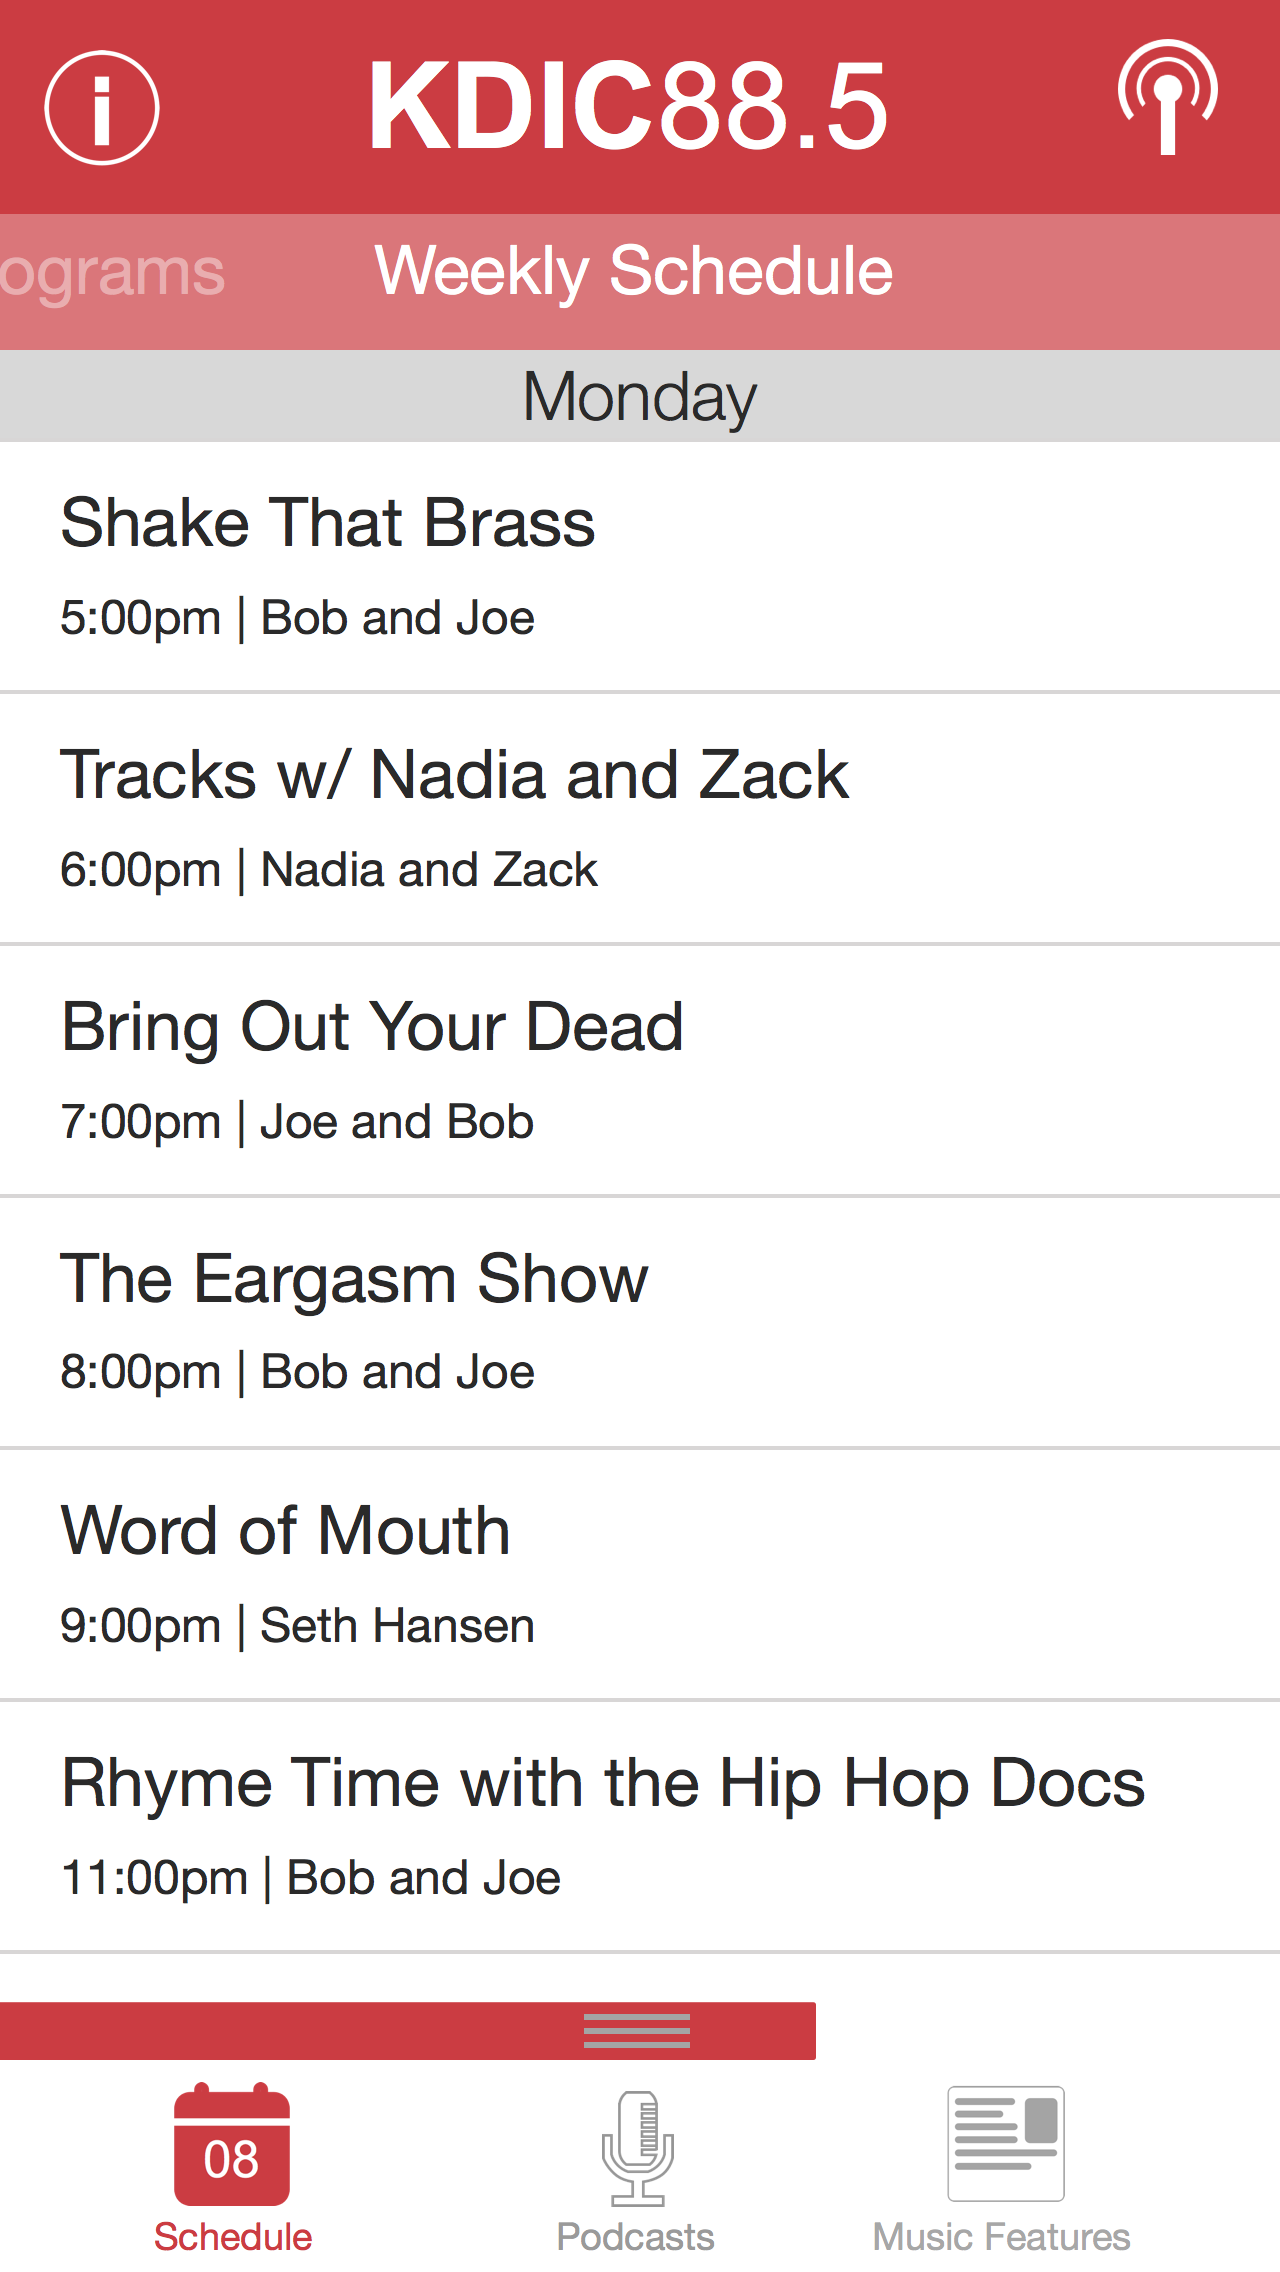 KDIC88.5
ograms Weekly Schedule
Monday
Shake That Brass
5:00pm | Bob and Joe
Tracks w/ Nadia and Zack
6:00pm | Nadia and Zack
Bring Out Your Dead
7:00pm | Joe and Bob
The Eargasm Show
8:00pm | Bob and Joe
Word of Mouth
9:00pm | Seth Hansen
Rhyme Time with the Hip Hop Docs
11:00pm | Bob and Joe
08
Schedule Podcasts Music Features